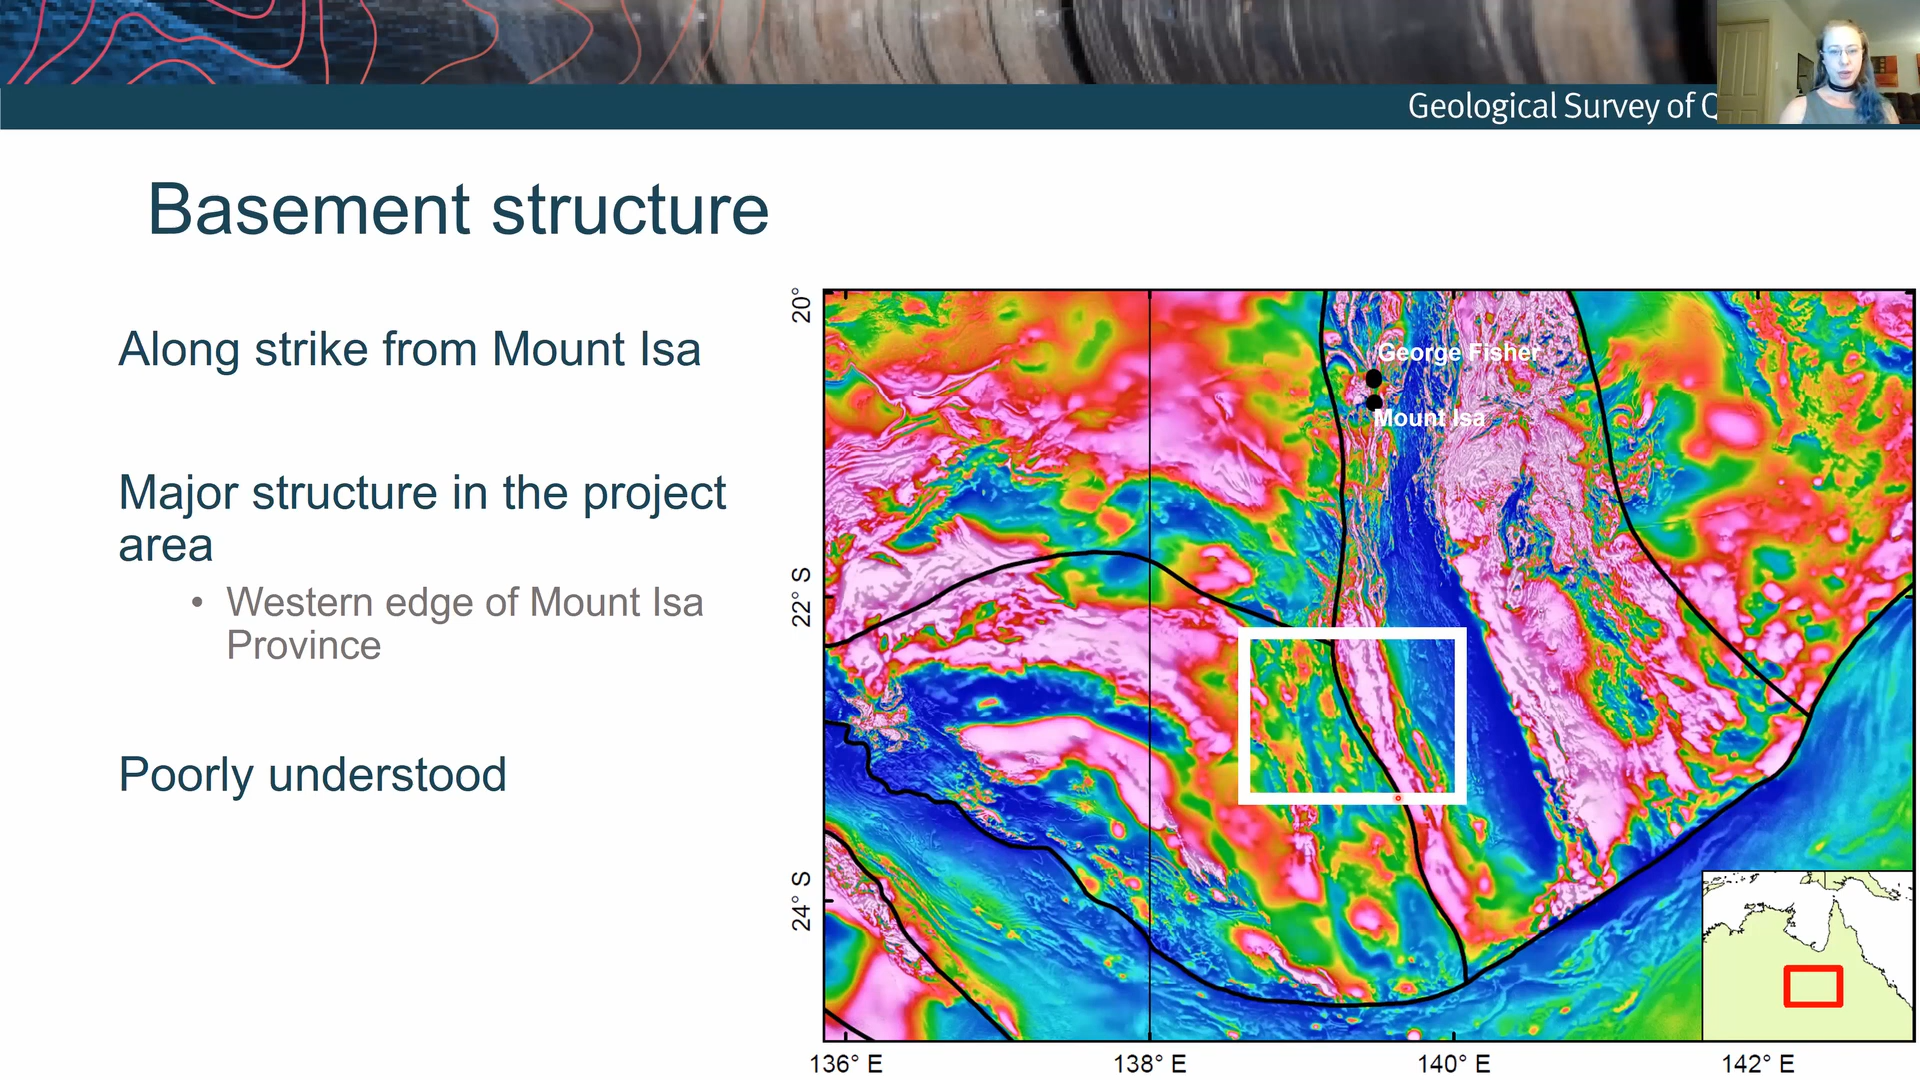 Geological Survey of
Basement structure
Along strike from Mount Isa
Major structure in the project
area
• Western edge of Mount Isa
Province
Poorly understood
20°
22° S
24° S
George Fisher
Mount Isa
136° E
138° E
140° E
142° E